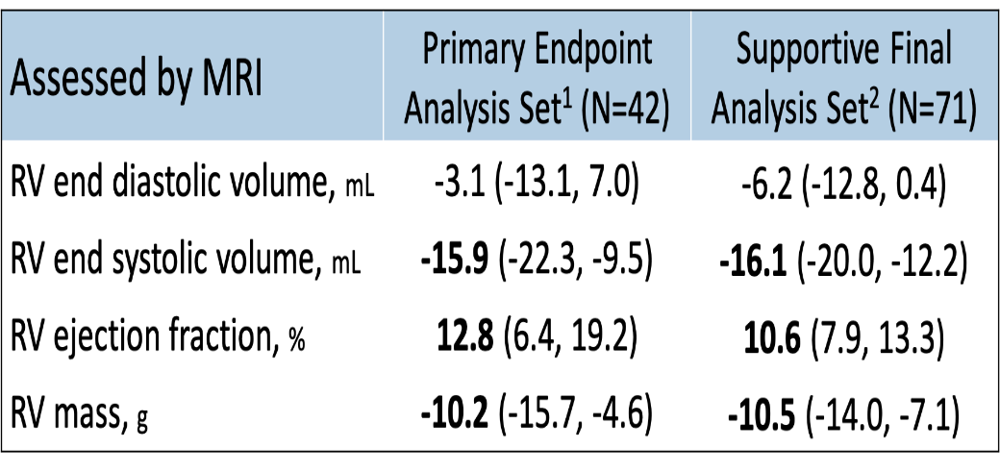 Assessed by MRI
Primary Endpoint
Analysis Set¹ (N=42)
Supportive Final
Analysis Set² (N=71)
RV end diastolic volume, mL -3.1 (-13.1, 7.0) -6.2 (-12.8, 0.4)
RV end systolic volume, mL -15.9 (-22.3, -9.5) -16.1 (-20.0, -12.2)
RV ejection fraction, % 12.8 (6.4, 19.2) 10.6 (7.9, 13.3)
RV mass, g -10.2 (-15.7, -4.6) -10.5 (-14.0, -7.1)